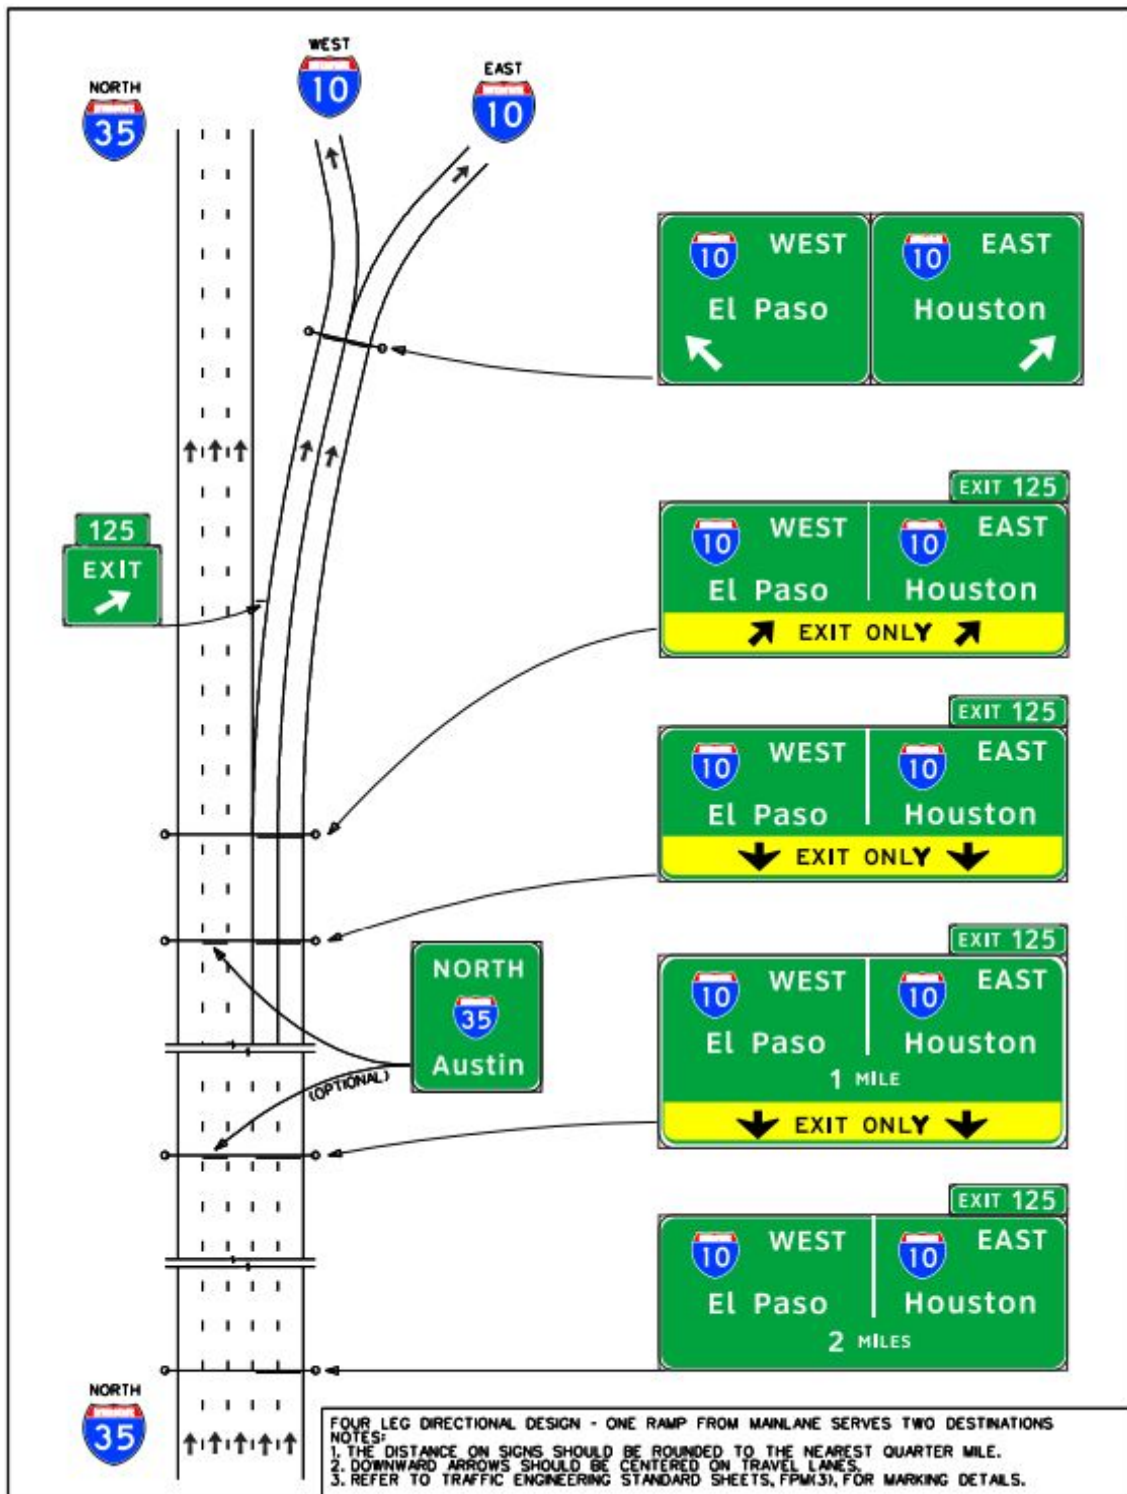 WEST
10
EAST
10
NORTH
35
10 WEST
El Paso
10 EAST
Houston
125
EXIT
EXIT 125
10 WEST
El Paso
10 EAST
Houston
EXIT ONLY
EXIT 125
10 WEST
El Paso
10 EAST
Houston
EXIT ONLY
NORTH
35
Austin
(OPTIONAL)
EXIT 125
10 WEST
El Paso
10 EAST
Houston
1 MILE
EXIT ONLY
EXIT 125
10 WEST
El Paso
10 EAST
Houston
2 MILES
NORTH
35
FOUR LEG DIRECTIONAL DESIGN - ONE RAMP FROM MAINLANE SERVES TWO DESTINATIONS
NOTES:
1. THE DISTANCE ON SIGNS SHOULD BE ROUNDED TO THE NEAREST QUARTER MILE.
2. DOWNWARD ARROWS SHOULD BE CENTERED ON TRAVEL LANES.
3. REFER TO TRAFFIC ENGINEERING STANDARD SHEETS, FPM(3), FOR MARKING DETAILS.